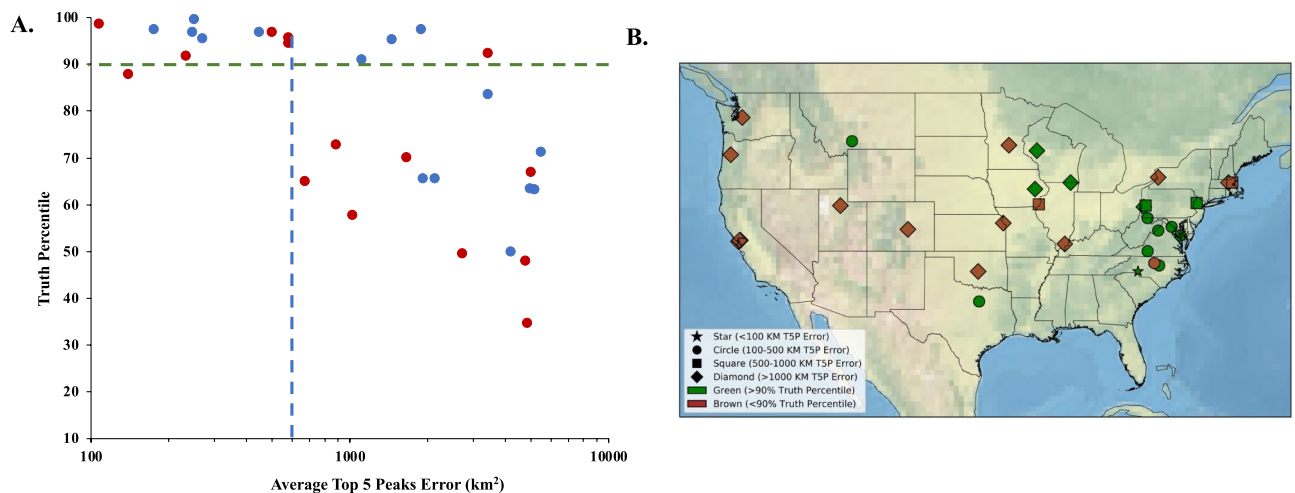 A.
100
90
80
70
60
50
40
30
20
10
Truth Percentile
100
1000
10000
Average Top 5 Peaks Error (km²)
B.
Star (<100 KM T5P Error)
Circle (100-500 KM T5P Error)
Square (500-1000 KM T5P Error)
Diamond (>1000 KM T5P Error)
Green (>90% Truth Percentile)
Brown (<90% Truth Percentile)